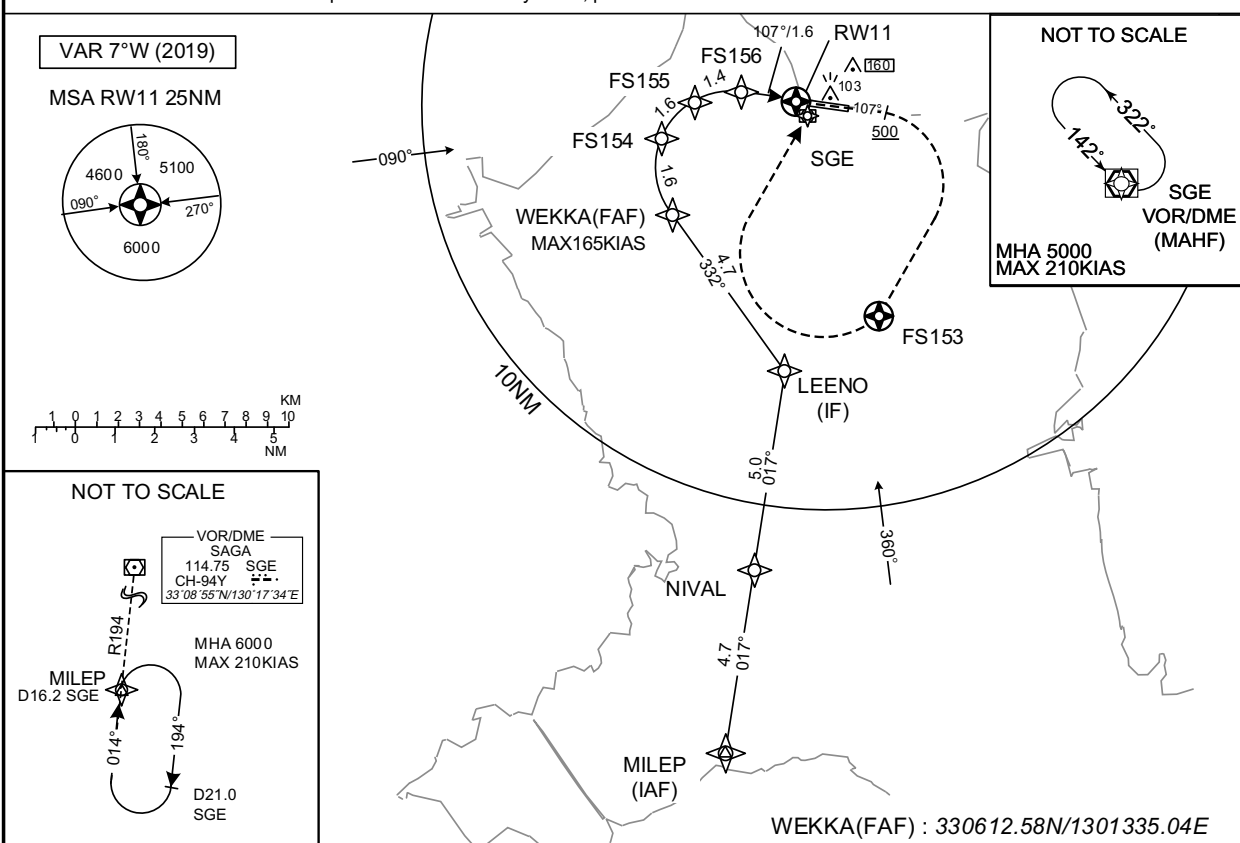 VAR 7°W (2019)
MSA RW11 25NM
180°
4600
5100
090°
270°
6000
KM
1 0 1 2 3 4 5 6 7 8 9 10
1 0 1 2 3 4 5
NM
NOT TO SCALE
VOR/DME
SAGA
114.75 SGE
CH-94Y
33°08'55"N/130°17'34"E
R194
MHA 6000
MAX 210KIAS
MILEP
D16.2 SGE
014°
194°
D21.0
SGE
107°/1.6
RW11
FS156
160
103
FS155
1.4
1.6
107°
500
FS154
SGE
090°
1.6
WEKKA(FAF)
MAX165KIAS
4.7
332°
FS153
10NM
LEENO
(IF)
5.0
017°
360°
NIVAL
4.7
017°
MILEP
(IAF)
NOT TO SCALE
322°
142°
SGE
VOR/DME
(MAHF)
MHA 5000
MAX 210KIAS
WEKKA(FAF) : 330612.58N/1301335.04E